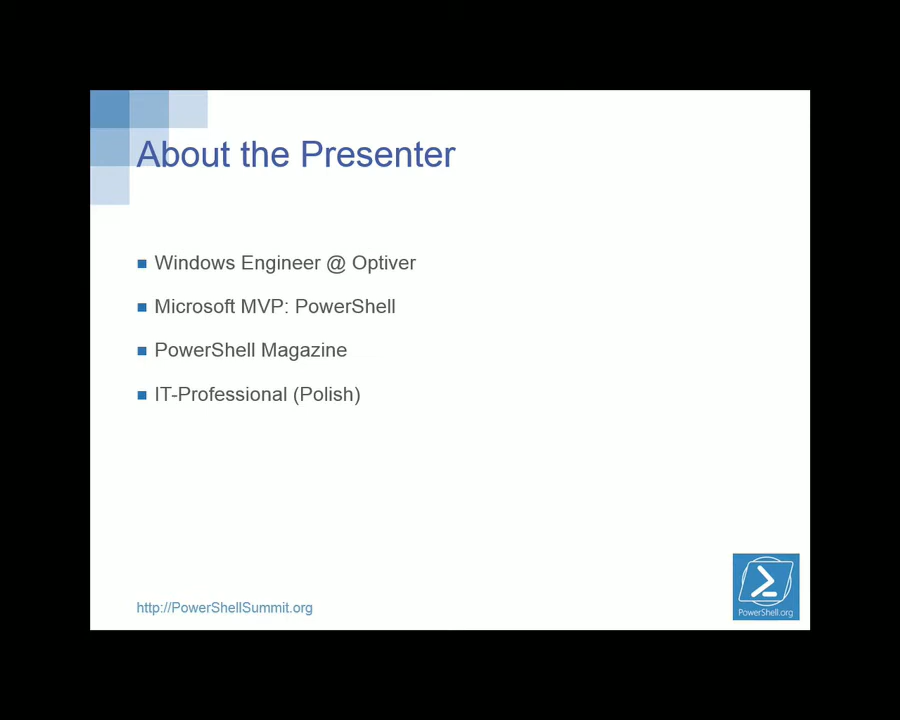 About the Presenter
Windows Engineer @ Optiver
Microsoft MVP: PowerShell
PowerShell Magazine
IT-Professional (Polish)
http://PowerShellSummit.org
PowerShell.org